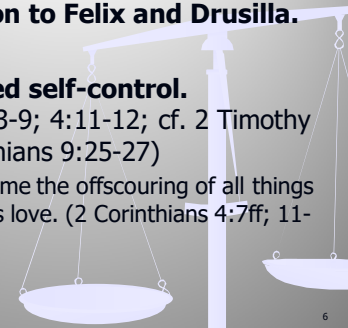 on to Felix and Drusilla.
ed self-control.
3-9; 4:11-12; cf. 2 Timothy
hians 9:25-27)
me the offscouring of all things
s love. (2 Corinthians 4:7ff; 11-
6